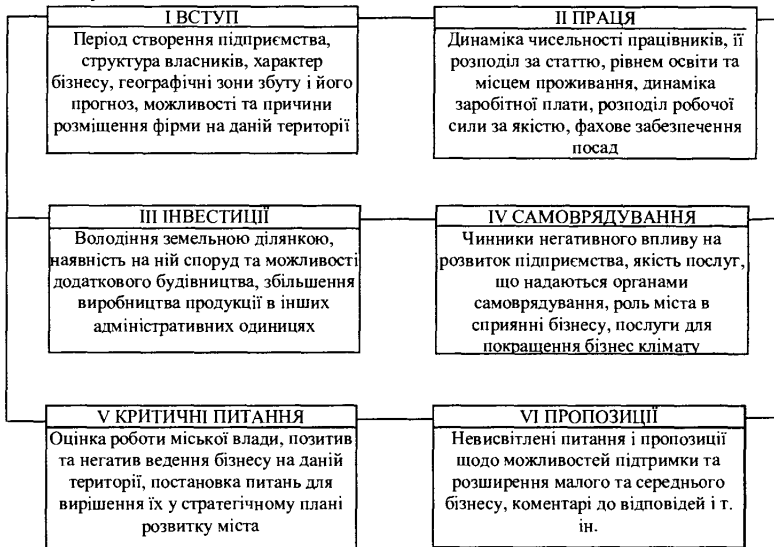 І ВСТУП
Період створення підприємства,
структура власників, характер
бізнесу, географічні зони збуту і його
прогноз, можливості та причини
розміщення фірми на даній території
ІІ ПРАЦЯ
Динаміка чисельності працівників, її
розподіл за статтю, рівнем освіти та
місцем проживання, динаміка
заробітної плати, розподіл робочої
сили за якістю, фахове забезпечення
посад
ІІІ ІНВЕСТИЦІЇ
Володіння земельною ділянкою,
наявність на ній споруд та можливості
додаткового будівництва, збільшення
виробництва продукції в інших
адміністративних одиницях
IV САМОВРЯДУВАННЯ
Чинники негативного впливу на
розвиток підприємства, якість послуг,
що надаються органами
самоврядування, роль міста в
сприянні бізнесу, послуги для
покращення бізнес клімату
V КРИТИЧНІ ПИТАННЯ
Оцінка роботи міської влади, позитив
та негатив ведення бізнесу на даній
території, постановка питань для
вирішення їх у стратегічному плані
розвитку міста
VI ПРОПОЗИЦІЇ
Невисвітлені питання і пропозиції
щодо можливостей підтримки та
розширення малого та середнього
бізнесу, коментарі до відповідей і т.
ін.